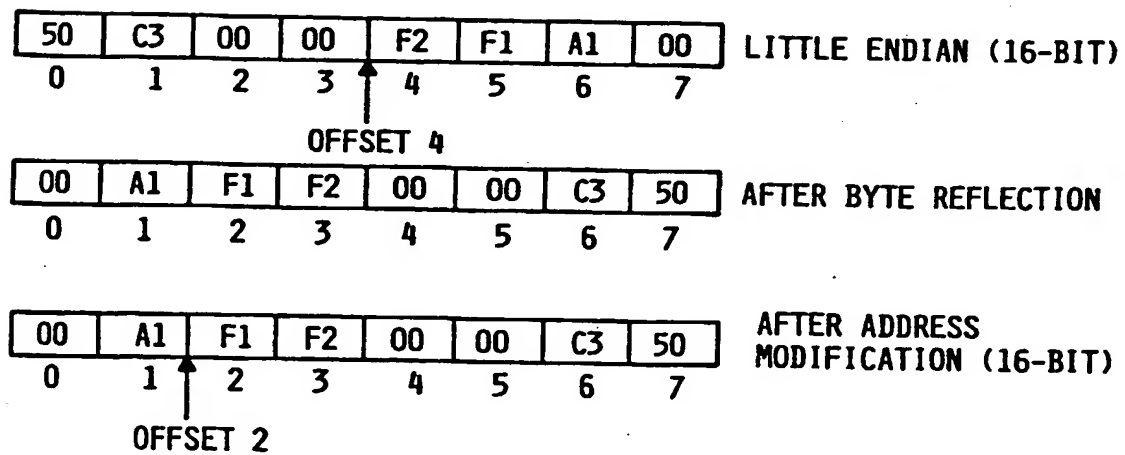 50 C3 00 00 F2 F1 A1 00 LITTLE ENDIAN (16-BIT)
0 1 2 3 4 5 6 7
OFFSET 4
00 A1 F1 F2 00 00 C3 50 AFTER BYTE REFLECTION
0 1 2 3 4 5 6 7
00 A1 F1 F2 00 00 C3 50 AFTER ADDRESS
MODIFICATION (16-BIT)
0 1 2 3 4 5 6 7
OFFSET 2